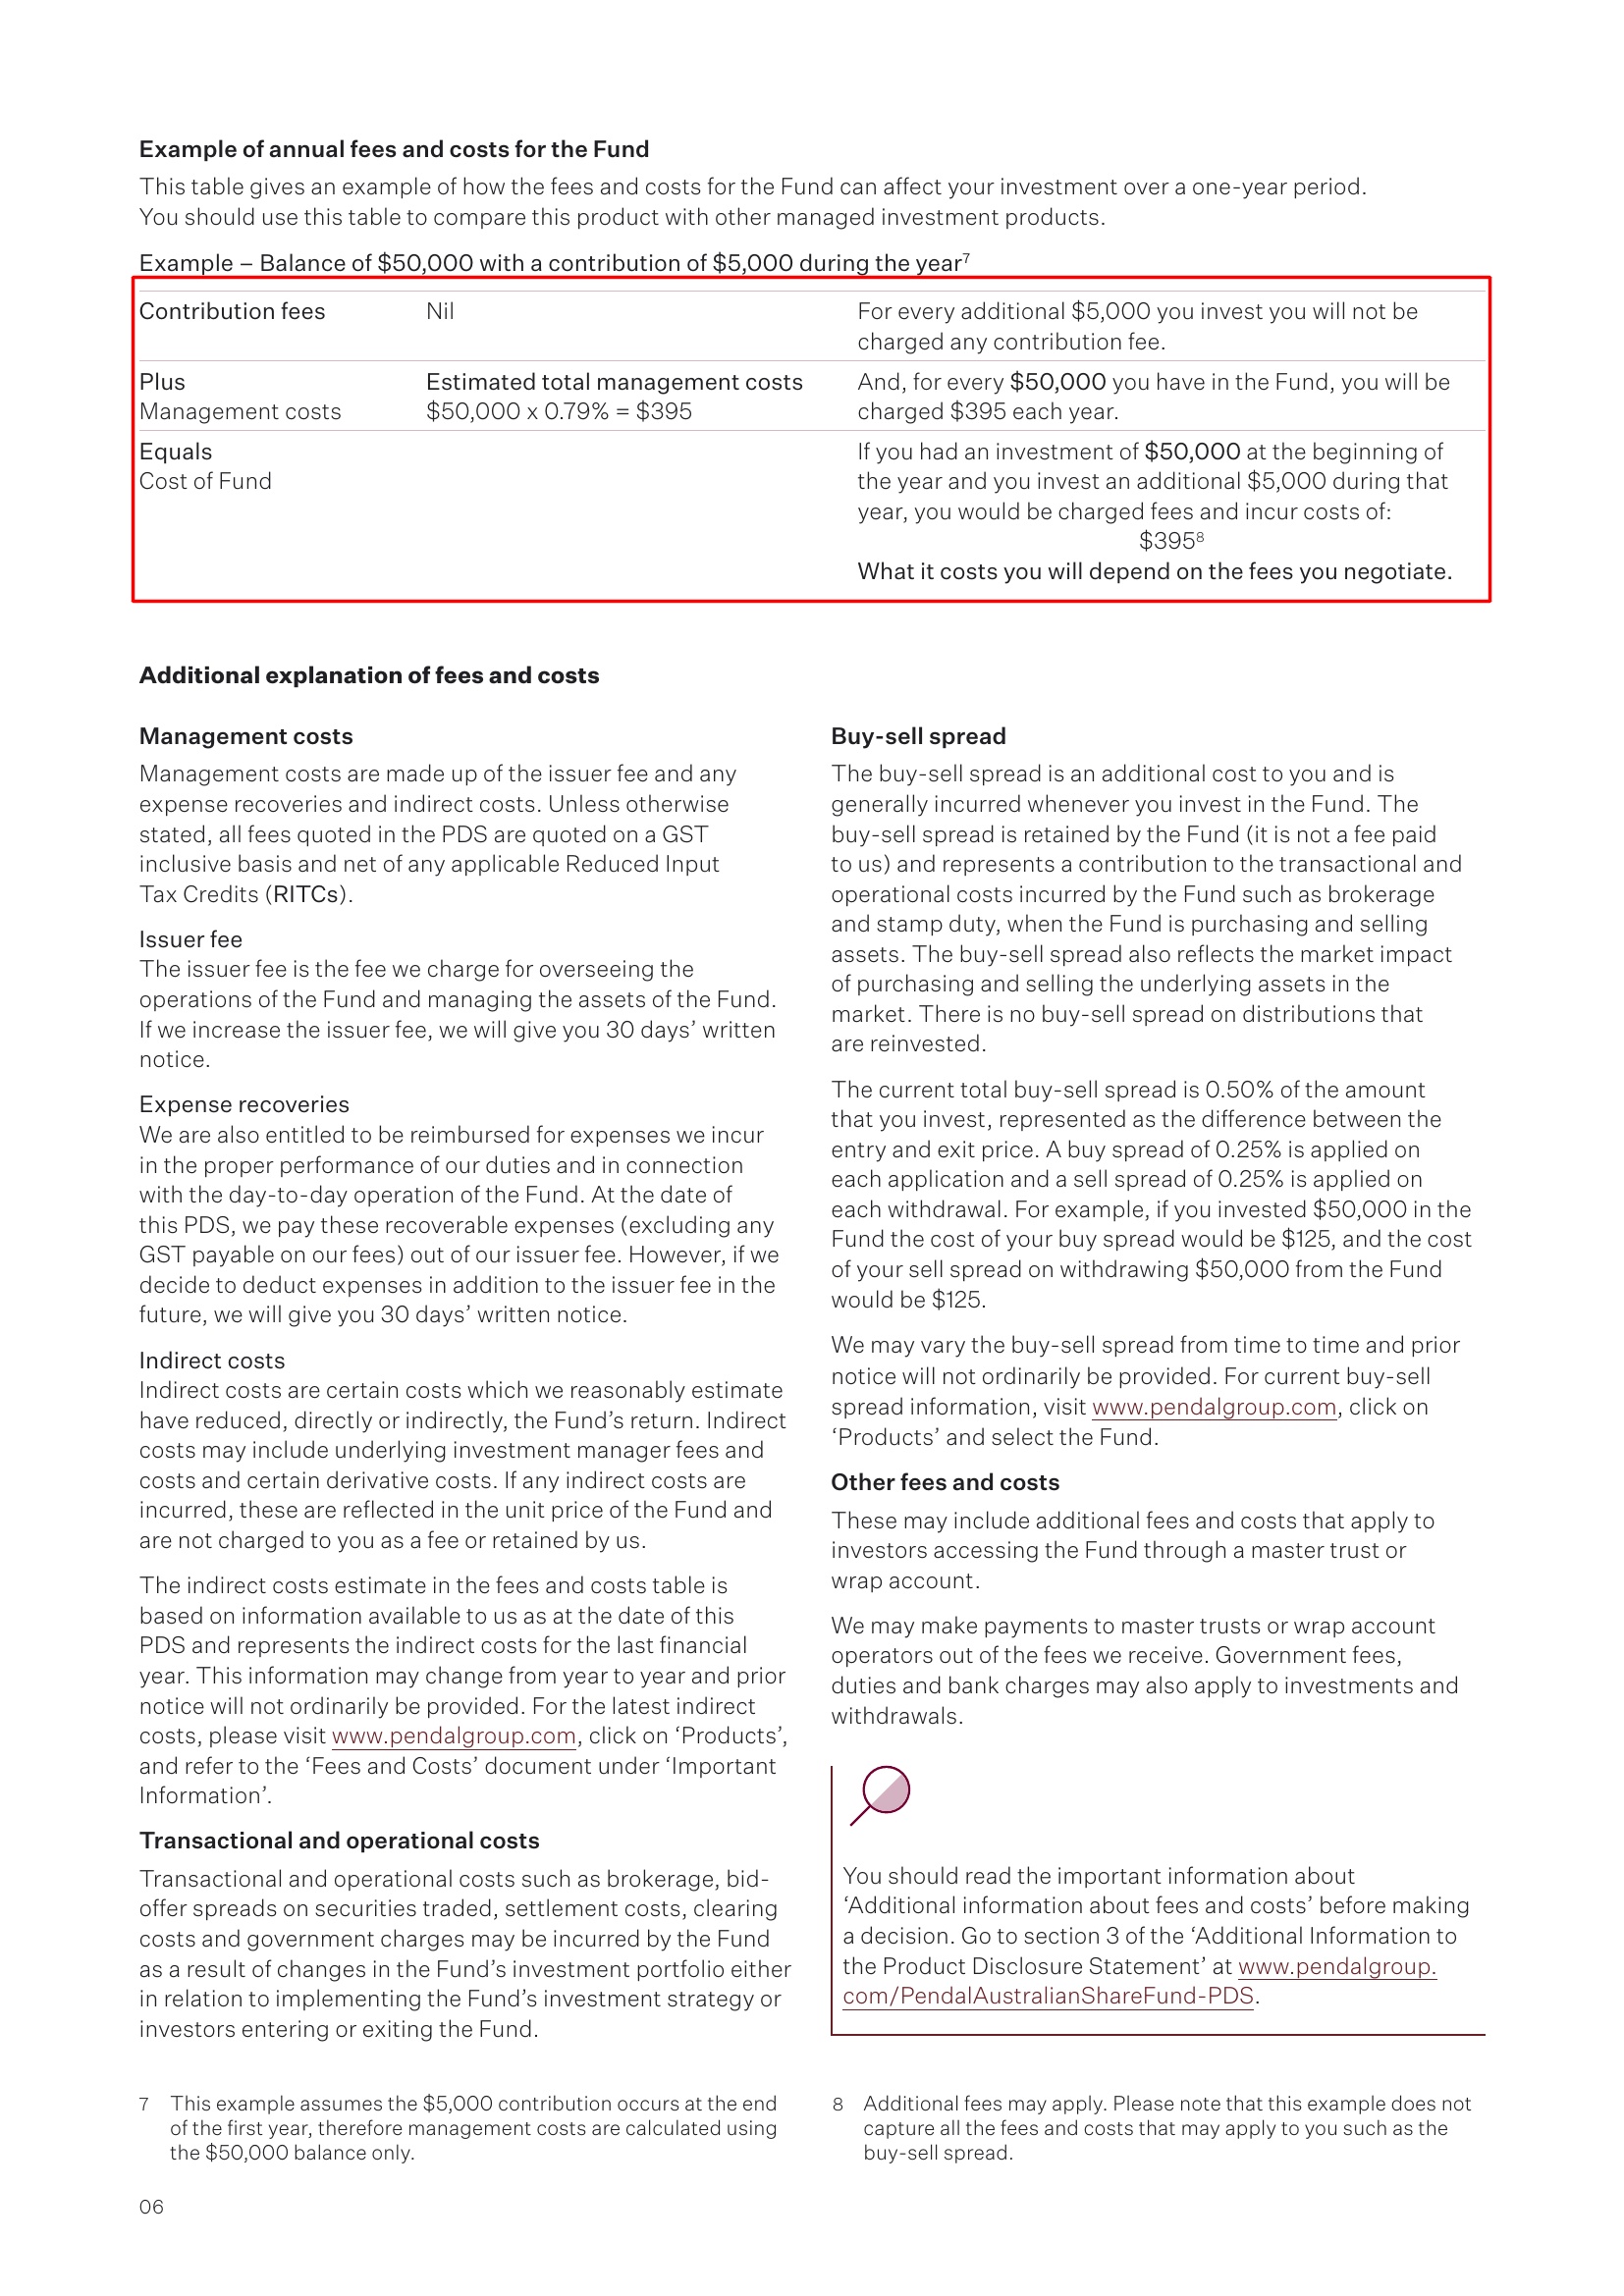 Example of annual fees and costs for the Fund
This table gives an example of how the fees and costs for the Fund can affect your investment over a one-year period.
You should use this table to compare this product with other managed investment products.
Example – Balance of $50,000 with a contribution of $5,000 during the year7
Contribution fees
Nil
For every additional $5,000 you invest you will not be
charged any contribution fee.
Plus
Management costs
Estimated total management costs
$50,000 x 0.79% = $395
And, for every $50,000 you have in the Fund, you will be
charged $395 each year.
Equals
Cost of Fund
If you had an investment of $50,000 at the beginning of
the year and you invest an additional $5,000 during that
year, you would be charged fees and incur costs of:
$3958
What it costs you will depend on the fees you negotiate.
Additional explanation of fees and costs
Management costs
Management costs are made up of the issuer fee and any
expense recoveries and indirect costs. Unless otherwise
stated, all fees quoted in the PDS are quoted on a GST
inclusive basis and net of any applicable Reduced Input
Tax Credits (RITCs).
Issuer fee
The issuer fee is the fee we charge for overseeing the
operations of the Fund and managing the assets of the Fund.
If we increase the issuer fee, we will give you 30 days’ written
notice.
Expense recoveries
We are also entitled to be reimbursed for expenses we incur
in the proper performance of our duties and in connection
with the day-to-day operation of the Fund. At the date of
this PDS, we pay these recoverable expenses (excluding any
GST payable on our fees) out of our issuer fee. However, if we
decide to deduct expenses in addition to the issuer fee in the
future, we will give you 30 days’ written notice.
Indirect costs
Indirect costs are certain costs which we reasonably estimate
have reduced, directly or indirectly, the Fund’s return. Indirect
costs may include underlying investment manager fees and
costs and certain derivative costs. If any indirect costs are
incurred, these are reflected in the unit price of the Fund and
are not charged to you as a fee or retained by us.
The indirect costs estimate in the fees and costs table is
based on information available to us as at the date of this
PDS and represents the indirect costs for the last financial
year. This information may change from year to year and prior
notice will not ordinarily be provided. For the latest indirect
costs, please visit www.pendalgroup.com, click on ‘Products’,
and refer to the ‘Fees and Costs’ document under ‘Important
Information’.
Transactional and operational costs
Transactional and operational costs such as brokerage, bid-
offer spreads on securities traded, settlement costs, clearing
costs and government charges may be incurred by the Fund
as a result of changes in the Fund’s investment portfolio either
in relation to implementing the Fund’s investment strategy or
investors entering or exiting the Fund.
Buy-sell spread
The buy-sell spread is an additional cost to you and is
generally incurred whenever you invest in the Fund. The
buy-sell spread is retained by the Fund (it is not a fee paid
to us) and represents a contribution to the transactional and
operational costs incurred by the Fund such as brokerage
and stamp duty, when the Fund is purchasing and selling
assets. The buy-sell spread also reflects the market impact
of purchasing and selling the underlying assets in the
market. There is no buy-sell spread on distributions that
are reinvested.
The current total buy-sell spread is 0.50% of the amount
that you invest, represented as the difference between the
entry and exit price. A buy spread of 0.25% is applied on
each application and a sell spread of 0.25% is applied on
each withdrawal. For example, if you invested $50,000 in the
Fund the cost of your buy spread would be $125, and the cost
of your sell spread on withdrawing $50,000 from the Fund
would be $125.
We may vary the buy-sell spread from time to time and prior
notice will not ordinarily be provided. For current buy-sell
spread information, visit www.pendalgroup.com, click on
‘Products’ and select the Fund.
Other fees and costs
These may include additional fees and costs that apply to
investors accessing the Fund through a master trust or
wrap account.
We may make payments to master trusts or wrap account
operators out of the fees we receive. Government fees,
duties and bank charges may also apply to investments and
withdrawals.
You should read the important information about
‘Additional information about fees and costs’ before making
a decision. Go to section 3 of the ‘Additional Information to
the Product Disclosure Statement’ at www.pendalgroup.
com/PendalAustralianShareFund-PDS.
7 This example assumes the $5,000 contribution occurs at the end
of the first year, therefore management costs are calculated using
the $50,000 balance only.
8 Additional fees may apply. Please note that this example does not
capture all the fees and costs that may apply to you such as the
buy-sell spread.
06